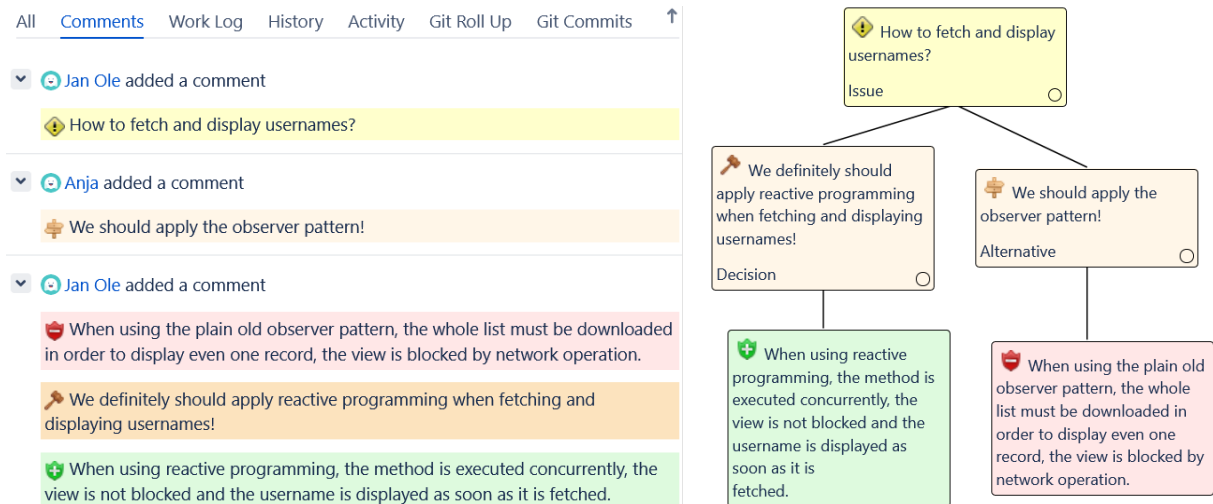 All Comments Work Log History Activity Git Roll Up Git Commits
Jan Ole added a comment
How to fetch and display usernames?
Anja added a comment
We should apply the observer pattern!
Jan Ole added a comment
When using the plain old observer pattern, the whole list must be downloaded
in order to display even one record, the view is blocked by network operation.
We definitely should apply reactive programming when fetching and
displaying usernames!
When using reactive programming, the method is executed concurrently, the
view is not blocked and the username is displayed as soon as it is fetched.
How to fetch and display
usernames?
Issue
We definitely should
apply reactive programming
when fetching and displaying
usernames!
Decision
We should apply the
observer pattern!
Alternative
When using reactive
programming, the method is
executed concurrently, the
view is not blocked and the
username is displayed as
soon as it is
fetched.
When using the plain old
observer pattern, the whole
list must be downloaded in
order to display even one
record, the view is blocked by
network operation.